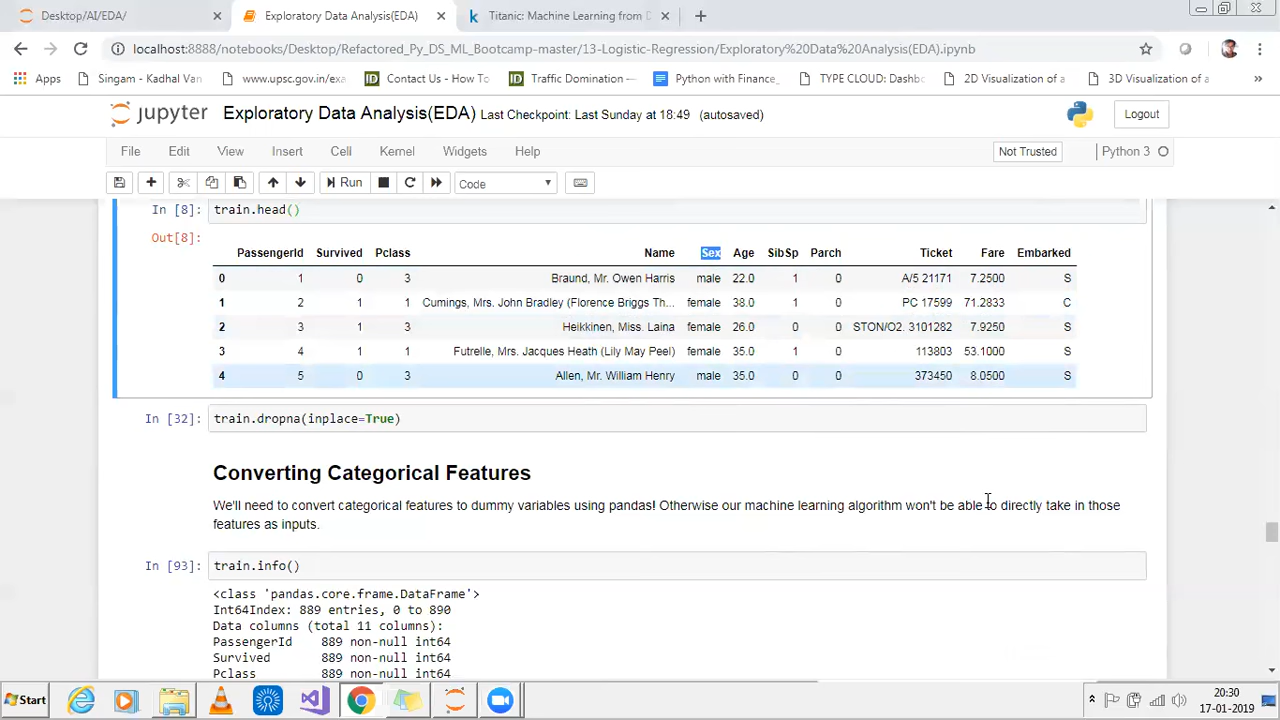 Desktop/AI/EDA/ × Exploratory Data Analysis(EDA) × k Titanic: Machine Learning from D ×
localhost:8888/notebooks/Desktop/Refactored_Py_DS_ML_Bootcamp-master/13-Logistic-Regression/Exploratory%20Data%20Analysis(EDA).ipynb
Apps Singam - Kadhal Van www.upsc.gov.in/exa ID Contact Us - How To ID Traffic Domination — Python with Finance_ TYPE CLOUD: Dashb 2D Visualization of a 3D Visualization of a »
jupyter Exploratory Data Analysis(EDA) Last Checkpoint: Last Sunday at 18:49 (autosaved) Logout
File Edit View Insert Cell Kernel Widgets Help Not Trusted Python 3
Run Code
In [8]: train.head()
Out[8]:
PassengerId Survived Pclass Name Sex Age SibSp Parch Ticket Fare Embarked
0 1 0 3 Braund, Mr. Owen Harris male 22.0 1 0 A/5 21171 7.2500 S
1 2 1 1 Cumings, Mrs. John Bradley (Florence Briggs Th... female 38.0 1 0 PC 17599 71.2833 C
2 3 1 3 Heikkinen, Miss. Laina female 26.0 0 0 STON/O2. 3101282 7.9250 S
3 4 1 1 Futrelle, Mrs. Jacques Heath (Lily May Peel) female 35.0 1 0 113803 53.1000 S
4 5 0 3 Allen, Mr. William Henry male 35.0 0 0 373450 8.0500 S
In [32]: train.dropna(inplace=True)
Converting Categorical Features
We'll need to convert categorical features to dummy variables using pandas! Otherwise our machine learning algorithm won't be able to directly take in those
features as inputs.
In [93]: train.info()
<class 'pandas.core.frame.DataFrame'>
Int64Index: 889 entries, 0 to 890
Data columns (total 11 columns):
PassengerId 889 non-null int64
Survived 889 non-null int64
Pclass 889 non-null int64
Start 20:30
17-01-2019